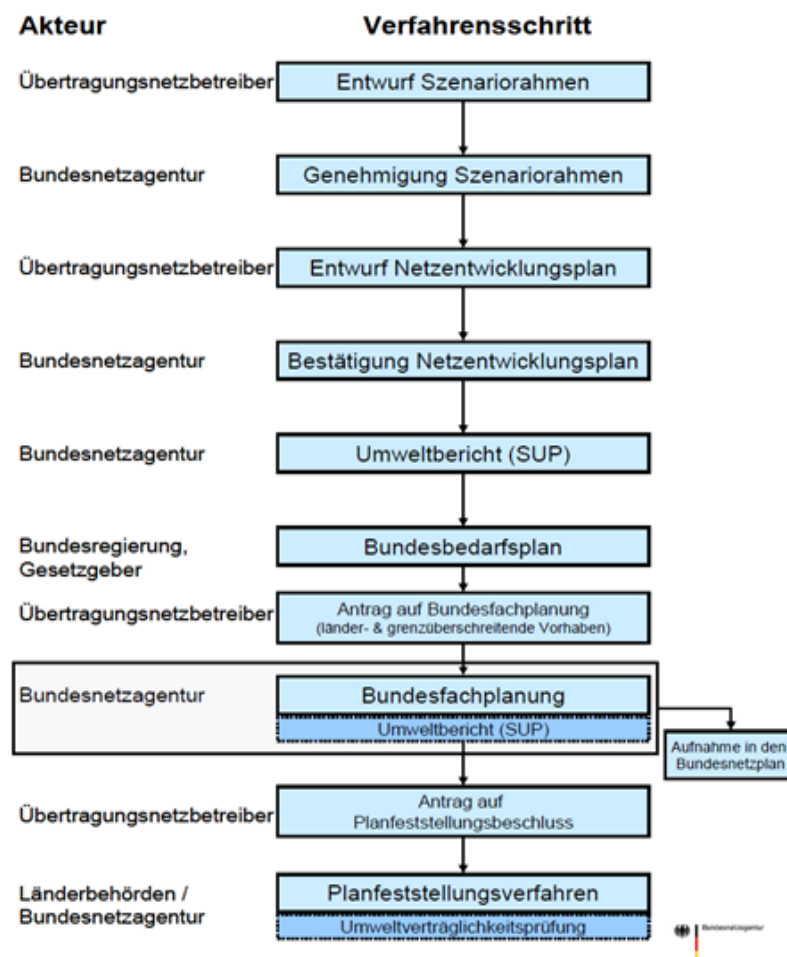 Akteur Verfahrensschritt
Übertragungsnetzbetreiber Entwurf Szenariorahmen
Bundesnetzagentur Genehmigung Szenariorahmen
Übertragungsnetzbetreiber Entwurf Netzentwicklungsplan
Bundesnetzagentur Bestätigung Netzentwicklungsplan
Bundesnetzagentur Umweltbericht (SUP)
Bundesregierung, Bundesbedarfsplan
Gesetzgeber
Übertragungsnetzbetreiber Antrag auf Bundesfachplanung
(länder- & grenzüberschreitende Vorhaben)
Bundesnetzagentur Bundesfachplanung
Umweltbericht (SUP)
Aufnahme in den
Bundesnetzplan
Übertragungsnetzbetreiber Antrag auf
Planfeststellungsbeschluss
Länderbehörden / Planfeststellungsverfahren
Bundesnetzagentur
Umweltverträglichkeitsprüfung
Bundesnetzagentur